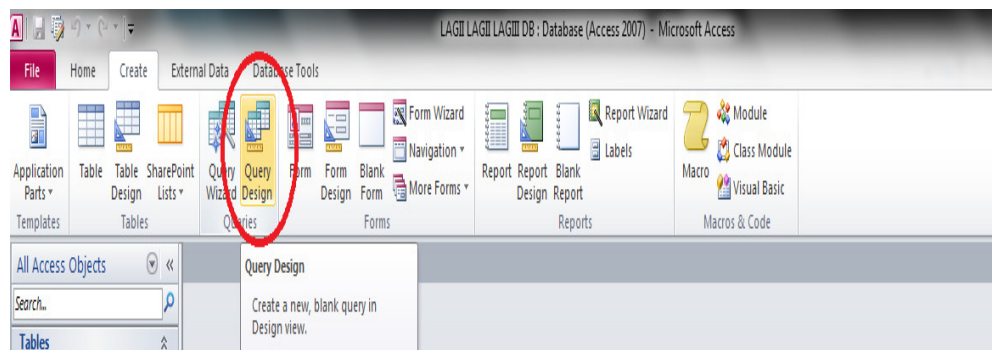 A
LAGII LAGII LAGIII DB : Database (Access 2007) - Microsoft Access
File Home Create External Data Database Tools
Application Parts
Table
Table Design
SharePoint Lists
Query Wizard
Query Design
Form
Form Design
Blank Form
Form Wizard
Navigation
More Forms
Report
Report Design
Blank Report
Report Wizard
Labels
Macro
Module
Class Module
Visual Basic
Templates Tables Queries Forms Reports Macros & Code
All Access Objects
Search...
Tables
Query Design
Create a new, blank query in
Design view.